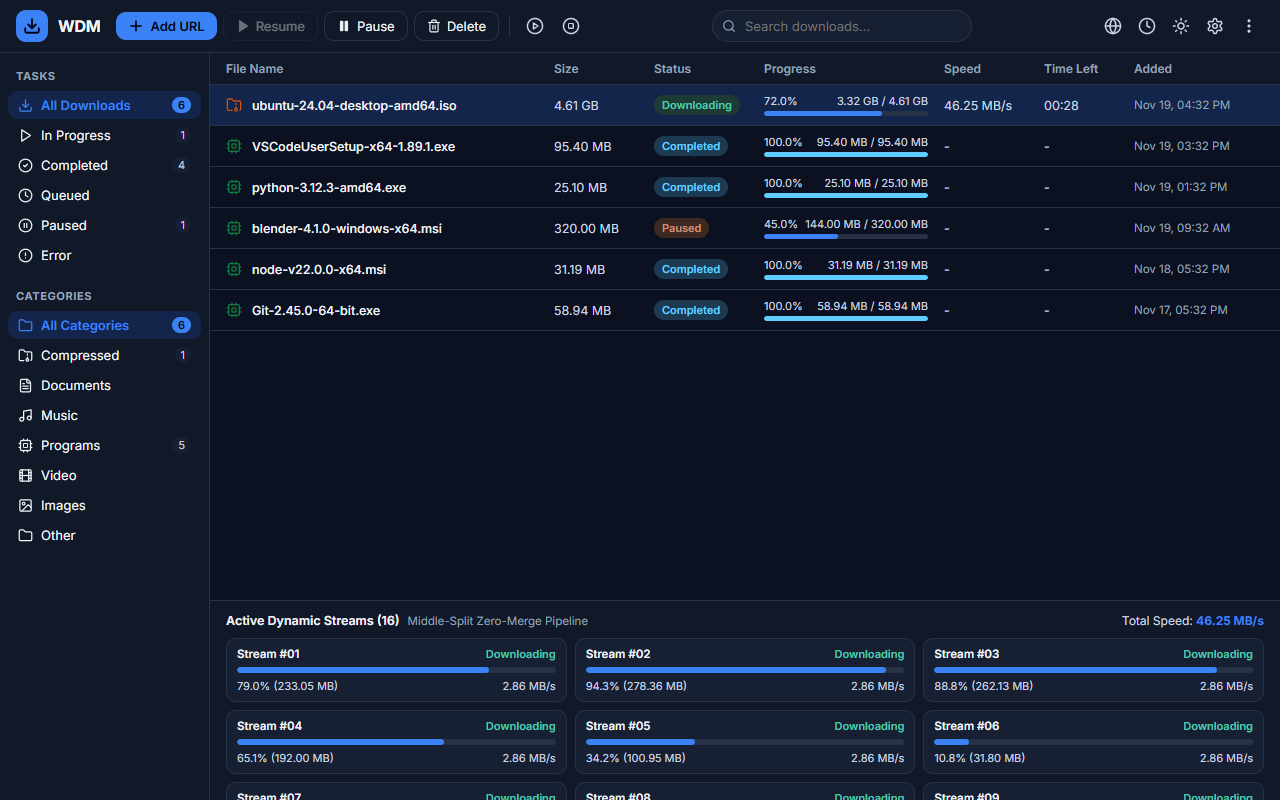 WDM
Add URL
Resume
Pause
Delete
Search downloads...
TASKS
All Downloads 6
In Progress 1
Completed 4
Queued
Paused 1
Error
CATEGORIES
All Categories 6
Compressed 1
Documents
Music
Programs 5
Video
Images
Other
File Name Size Status Progress Speed Time Left Added
ubuntu-24.04-desktop-amd64.iso 4.61 GB Downloading 72.0% 3.32 GB / 4.61 GB 46.25 MB/s 00:28 Nov 19, 04:32 PM
VSCodeUserSetup-x64-1.89.1.exe 95.40 MB Completed 100.0% 95.40 MB / 95.40 MB - - Nov 19, 03:32 PM
python-3.12.3-amd64.exe 25.10 MB Completed 100.0% 25.10 MB / 25.10 MB - - Nov 19, 01:32 PM
blender-4.1.0-windows-x64.msi 320.00 MB Paused 45.0% 144.00 MB / 320.00 MB - - Nov 19, 09:32 AM
node-v22.0.0-x64.msi 31.19 MB Completed 100.0% 31.19 MB / 31.19 MB - - Nov 18, 05:32 PM
Git-2.45.0-64-bit.exe 58.94 MB Completed 100.0% 58.94 MB / 58.94 MB - - Nov 17, 05:32 PM
Active Dynamic Streams (16) Middle-Split Zero-Merge Pipeline Total Speed: 46.25 MB/s
Stream #01 Downloading
79.0% (233.05 MB) 2.86 MB/s
Stream #02 Downloading
94.3% (278.36 MB) 2.86 MB/s
Stream #03 Downloading
88.8% (262.13 MB) 2.86 MB/s
Stream #04 Downloading
65.1% (192.00 MB) 2.86 MB/s
Stream #05 Downloading
34.2% (100.95 MB) 2.86 MB/s
Stream #06 Downloading
10.8% (31.80 MB) 2.86 MB/s
Stream #07 Downloading
Stream #08 Downloading
Stream #09 Downloading